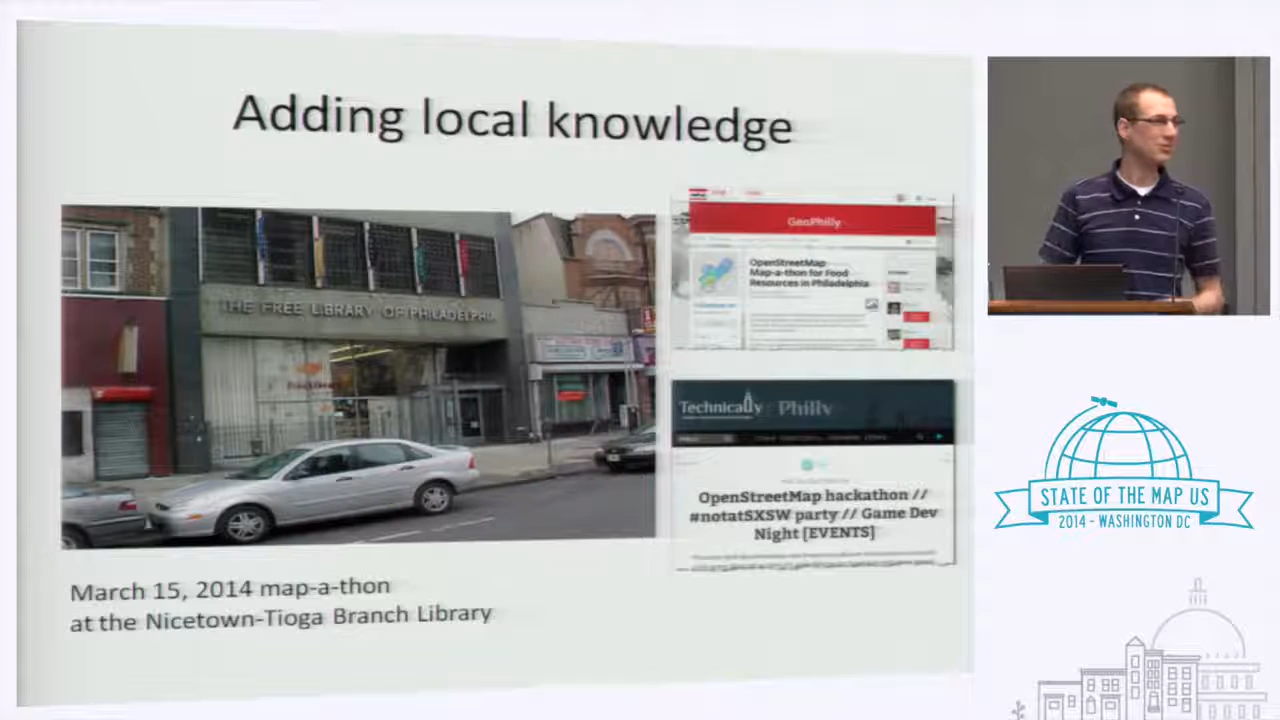 Adding local knowledge
THE FREE LIBRARY OF PHILADELPHIA
GeoPhilly
OpenStreetMap
Map-a-thon for Food
Resources in Philadelphia
Technically Philly
OpenStreetMap hackathon //
#notatSXSW party // Game Dev
Night [EVENTS]
March 15, 2014 map-a-thon
at the Nicetown-Tioga Branch Library
STATE OF THE MAP US
2014 - WASHINGTON DC